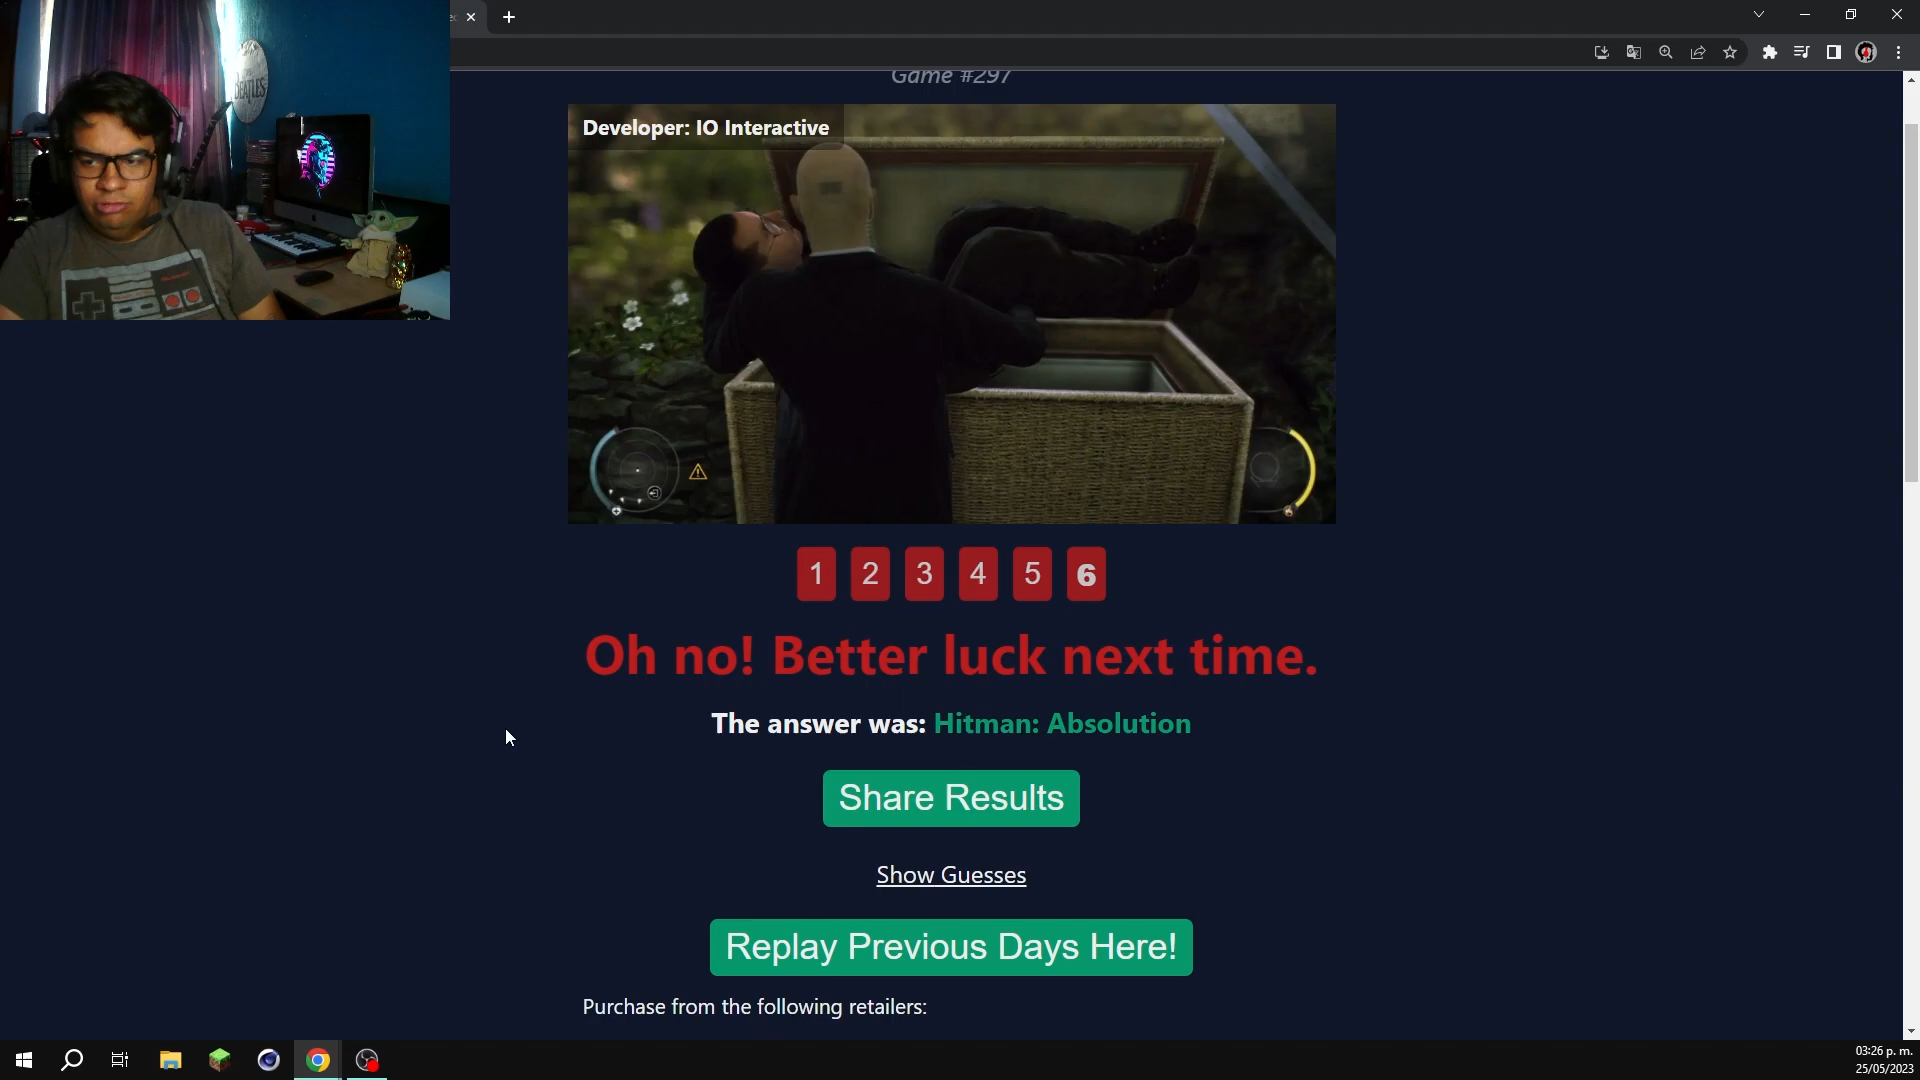 BEATLES
Nintendo
Game #297
Developer: IO Interactive
1 2 3 4 5 6
Oh no! Better luck next time.
The answer was: Hitman: Absolution
Share Results
Show Guesses
Replay Previous Days Here!
Purchase from the following retailers:
03:26 p. m.
25/05/2023